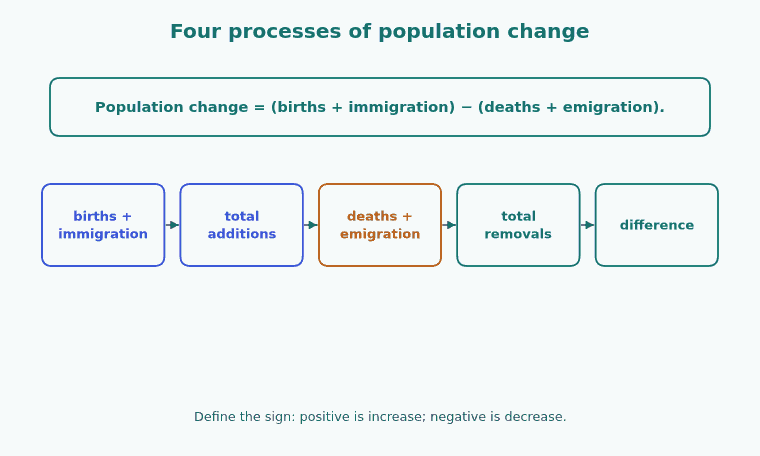 Four processes of population change
Population change = (births + immigration) − (deaths + emigration).
births +
immigration
total
additions
deaths +
emigration
total
removals
difference
Define the sign: positive is increase; negative is decrease.